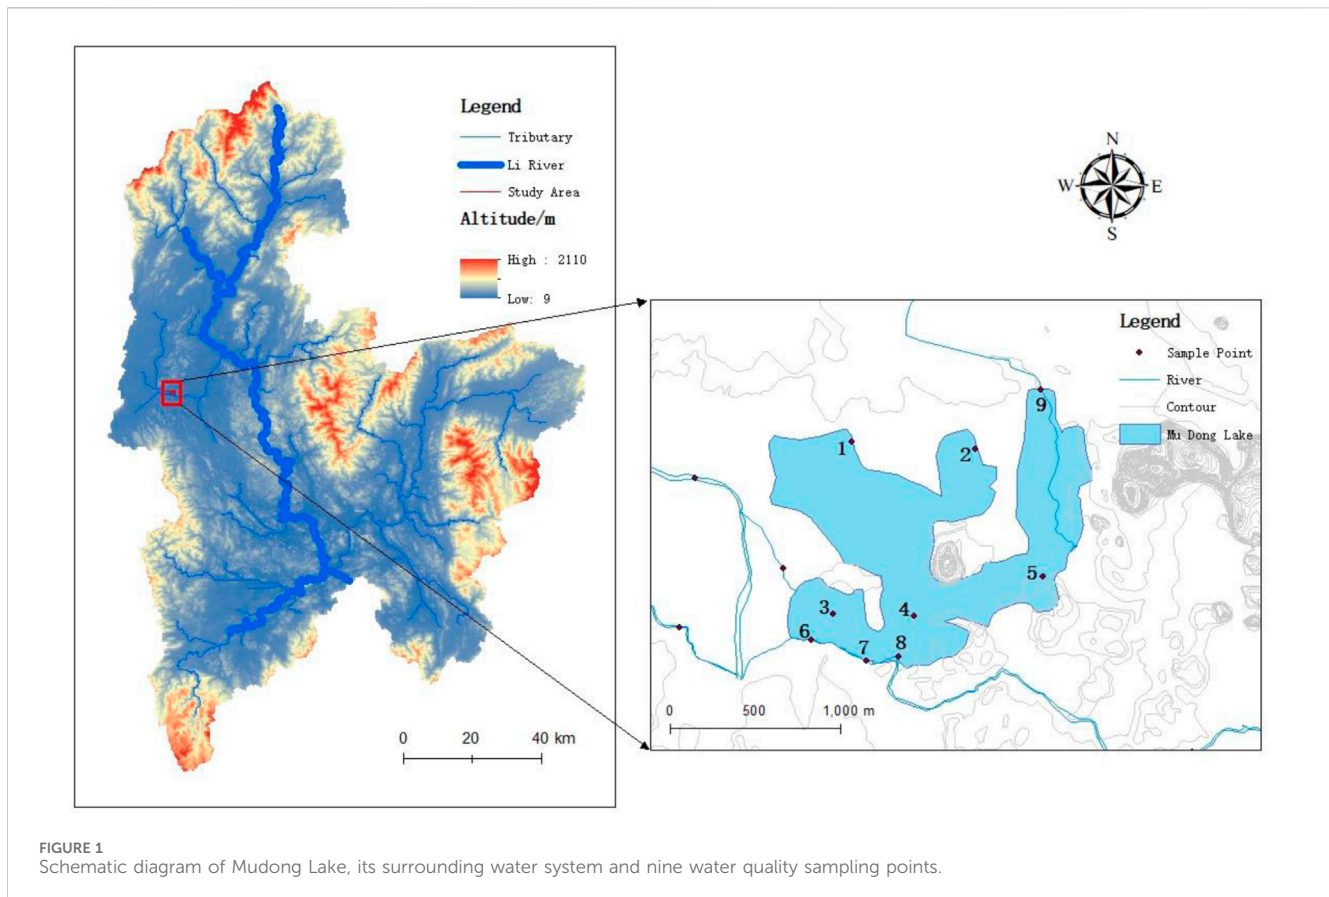 Legend
Tributary
Li River
Study Area
Altitude/m
High : 2110
Low: 9
0 20 40 km
N
W E
S
Legend
Sample Point
River
Contour
Mu Dong Lake
1
2
9
3
4
5
6
7
8
0 500 1,000 m
FIGURE 1
Schematic diagram of Mudong Lake, its surrounding water system and nine water quality sampling points.